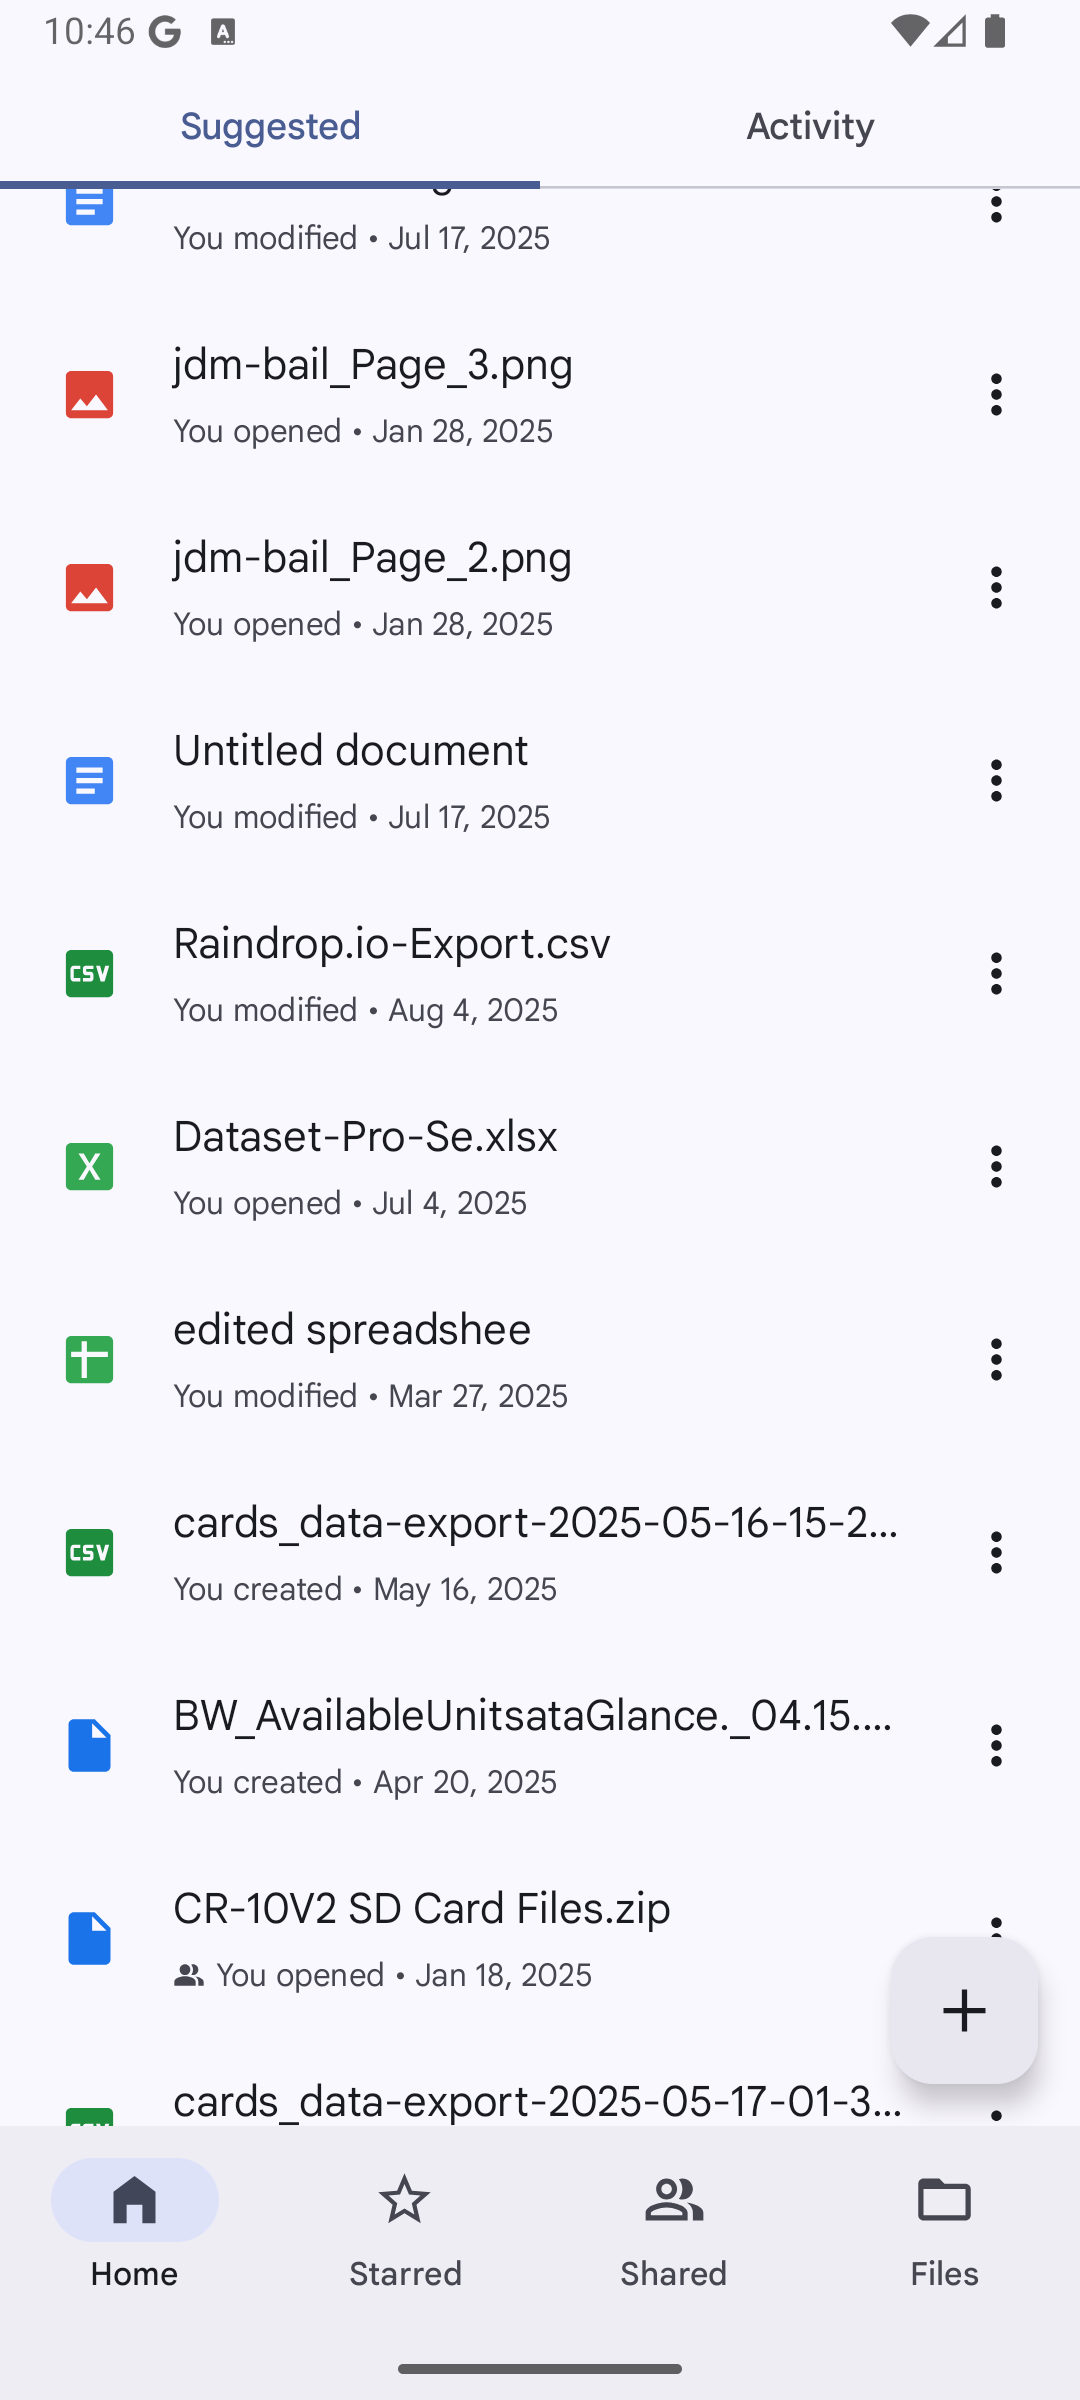 10:46
Suggested
Activity
You modified • Jul 17, 2025
jdm-bail_Page_3.png
You opened • Jan 28, 2025
jdm-bail_Page_2.png
You opened • Jan 28, 2025
Untitled document
You modified • Jul 17, 2025
CSV
Raindrop.io-Export.csv
You modified • Aug 4, 2025
X
Dataset-Pro-Se.xlsx
You opened • Jul 4, 2025
edited spreadshee
You modified • Mar 27, 2025
CSV
cards_data-export-2025-05-16-15-2...
You created • May 16, 2025
BW_AvailableUnitsataGlance._04.15....
You created • Apr 20, 2025
CR-10V2 SD Card Files.zip
You opened • Jan 18, 2025
cards_data-export-2025-05-17-01-3...
Home
Starred
Shared
Files